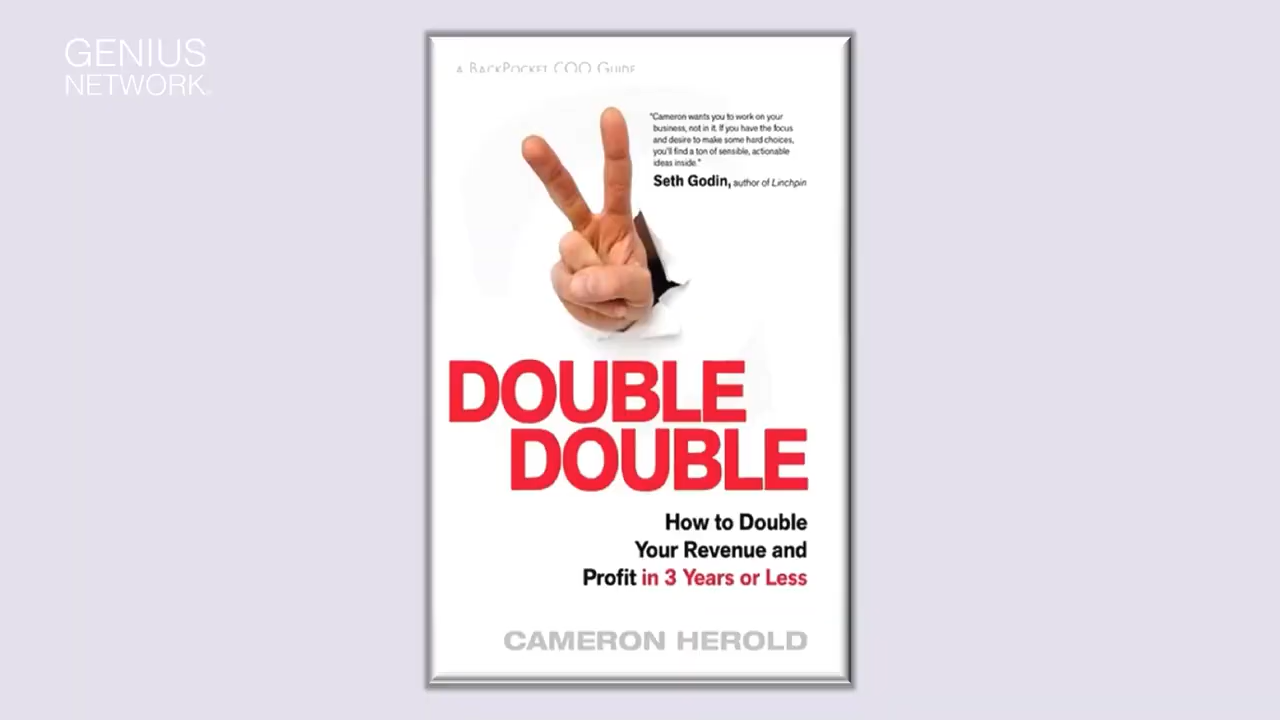 GENIUS
NETWORK®
A BACKPOCKET COO GUIDE
"Cameron wants you to work on your
business, not in it. If you have the focus
and desire to make some hard choices,
you'll find a ton of sensible, actionable
ideas inside."
Seth Godin, author of Linchpin
DOUBLE
DOUBLE
How to Double
Your Revenue and
Profit in 3 Years or Less
CAMERON HEROLD